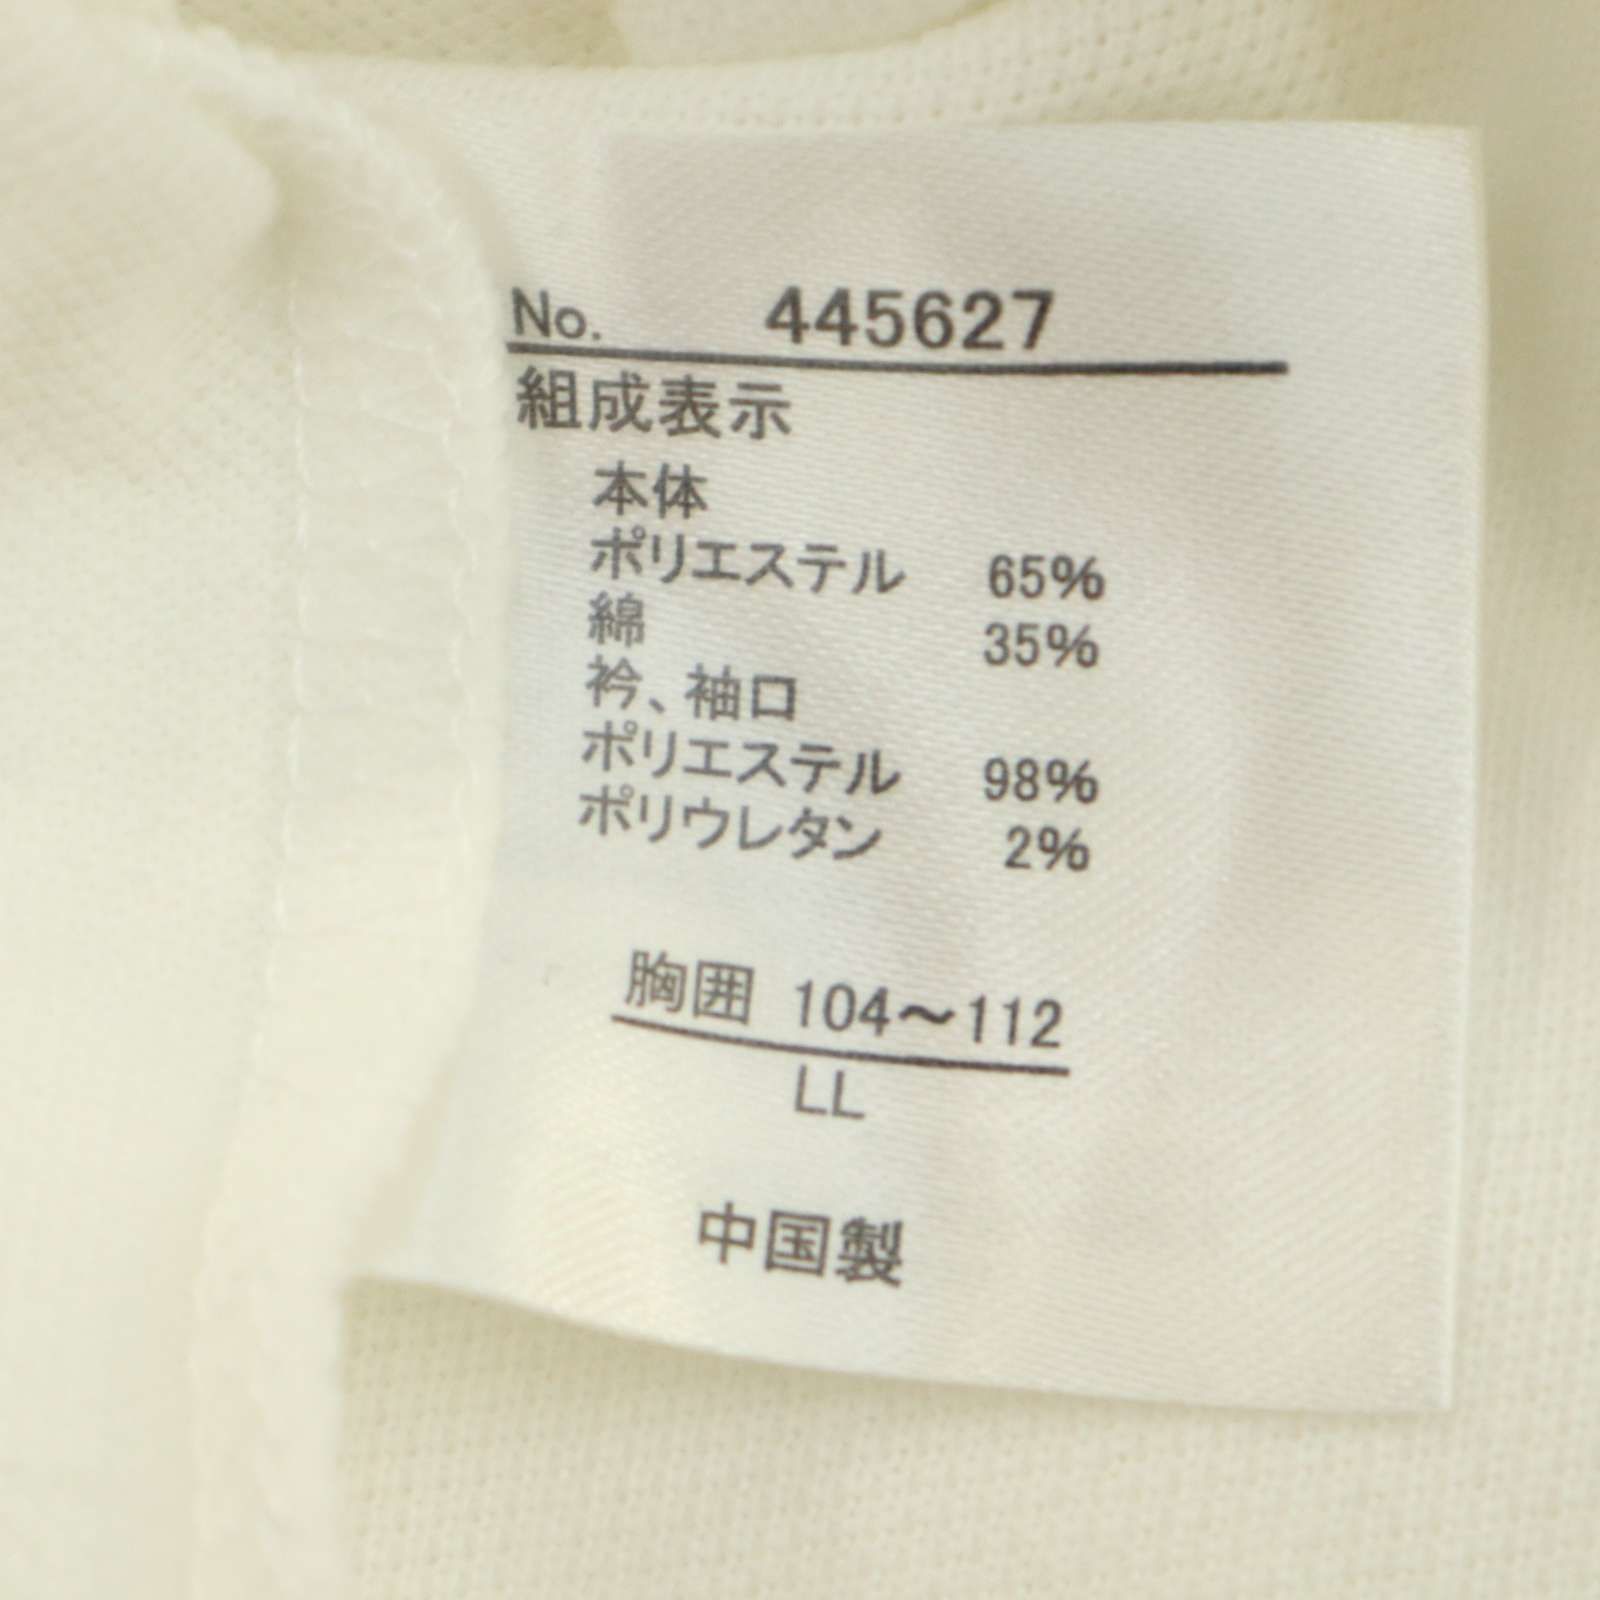 No. 445627
組成表示
本体
ポリエステル 65%
綿 35%
衿、袖口
ポリエステル 98%
ポリウレタン 2%
胸囲 104～112
LL
中国製